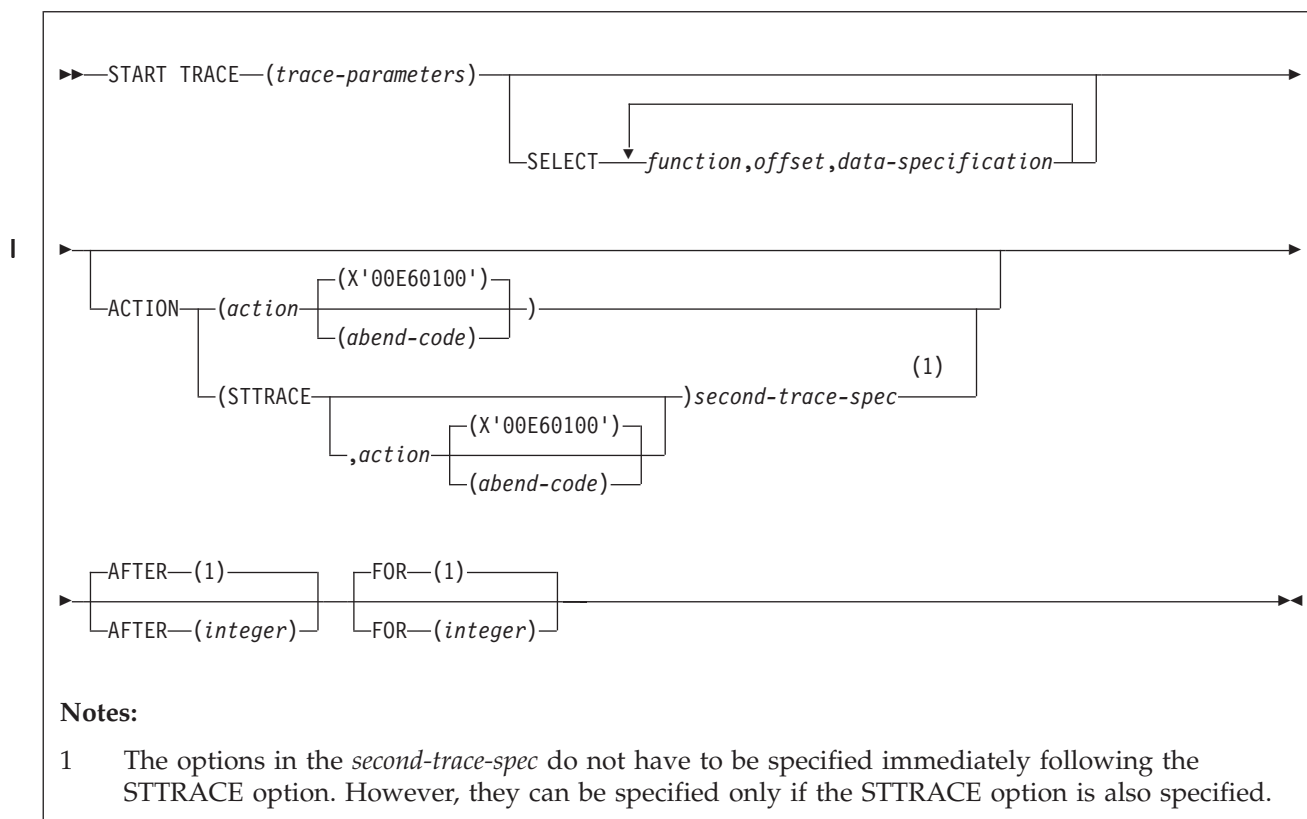 START TRACE (trace-parameters)
SELECT function,offset,data-specification
ACTION (action (X'00E60100') )
(abend-code)
(1)
(STTRACE )second-trace-spec
,action (X'00E60100')
(abend-code)
AFTER (1) FOR (1)
AFTER (integer) FOR (integer)
Notes:
1 The options in the second-trace-spec do not have to be specified immediately following the
STTRACE option. However, they can be specified only if the STTRACE option is also specified.